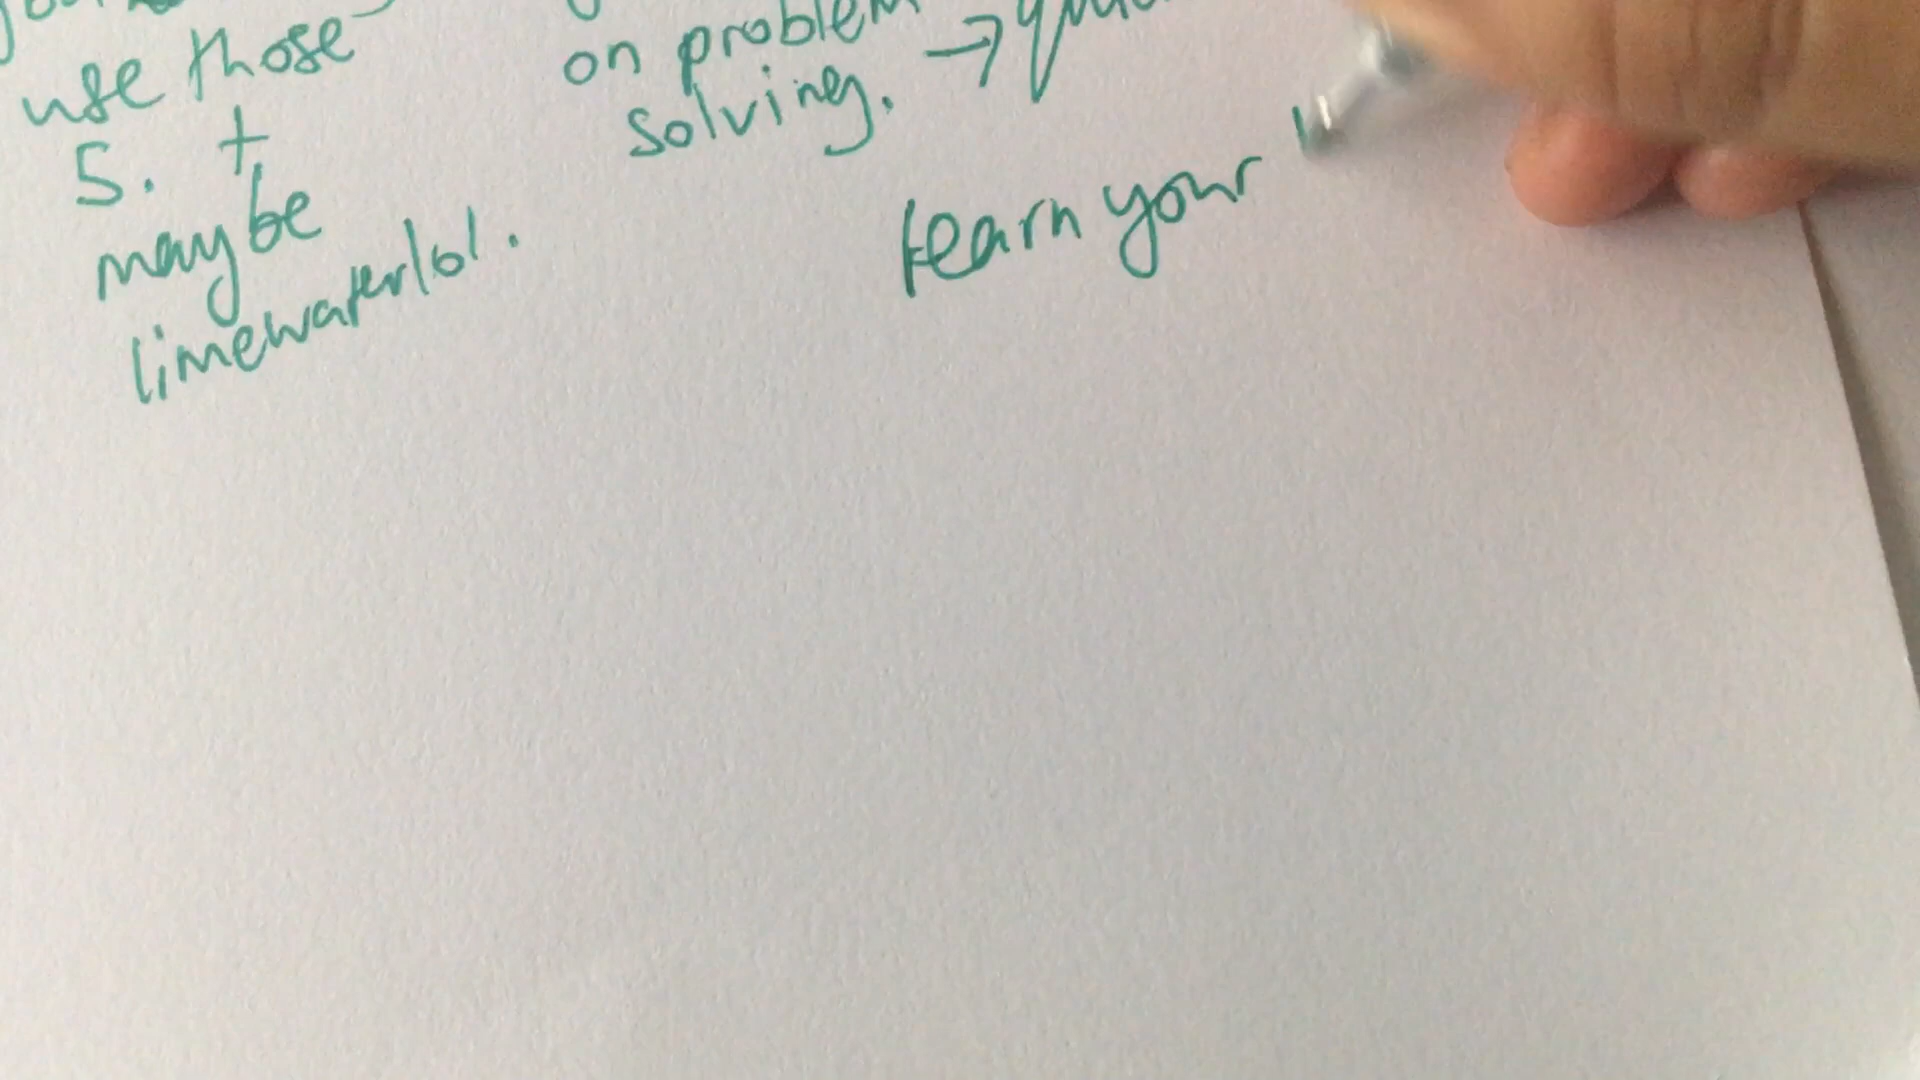 use those
5. +
maybe
limewater lol.
on problem
solving. →
learn your